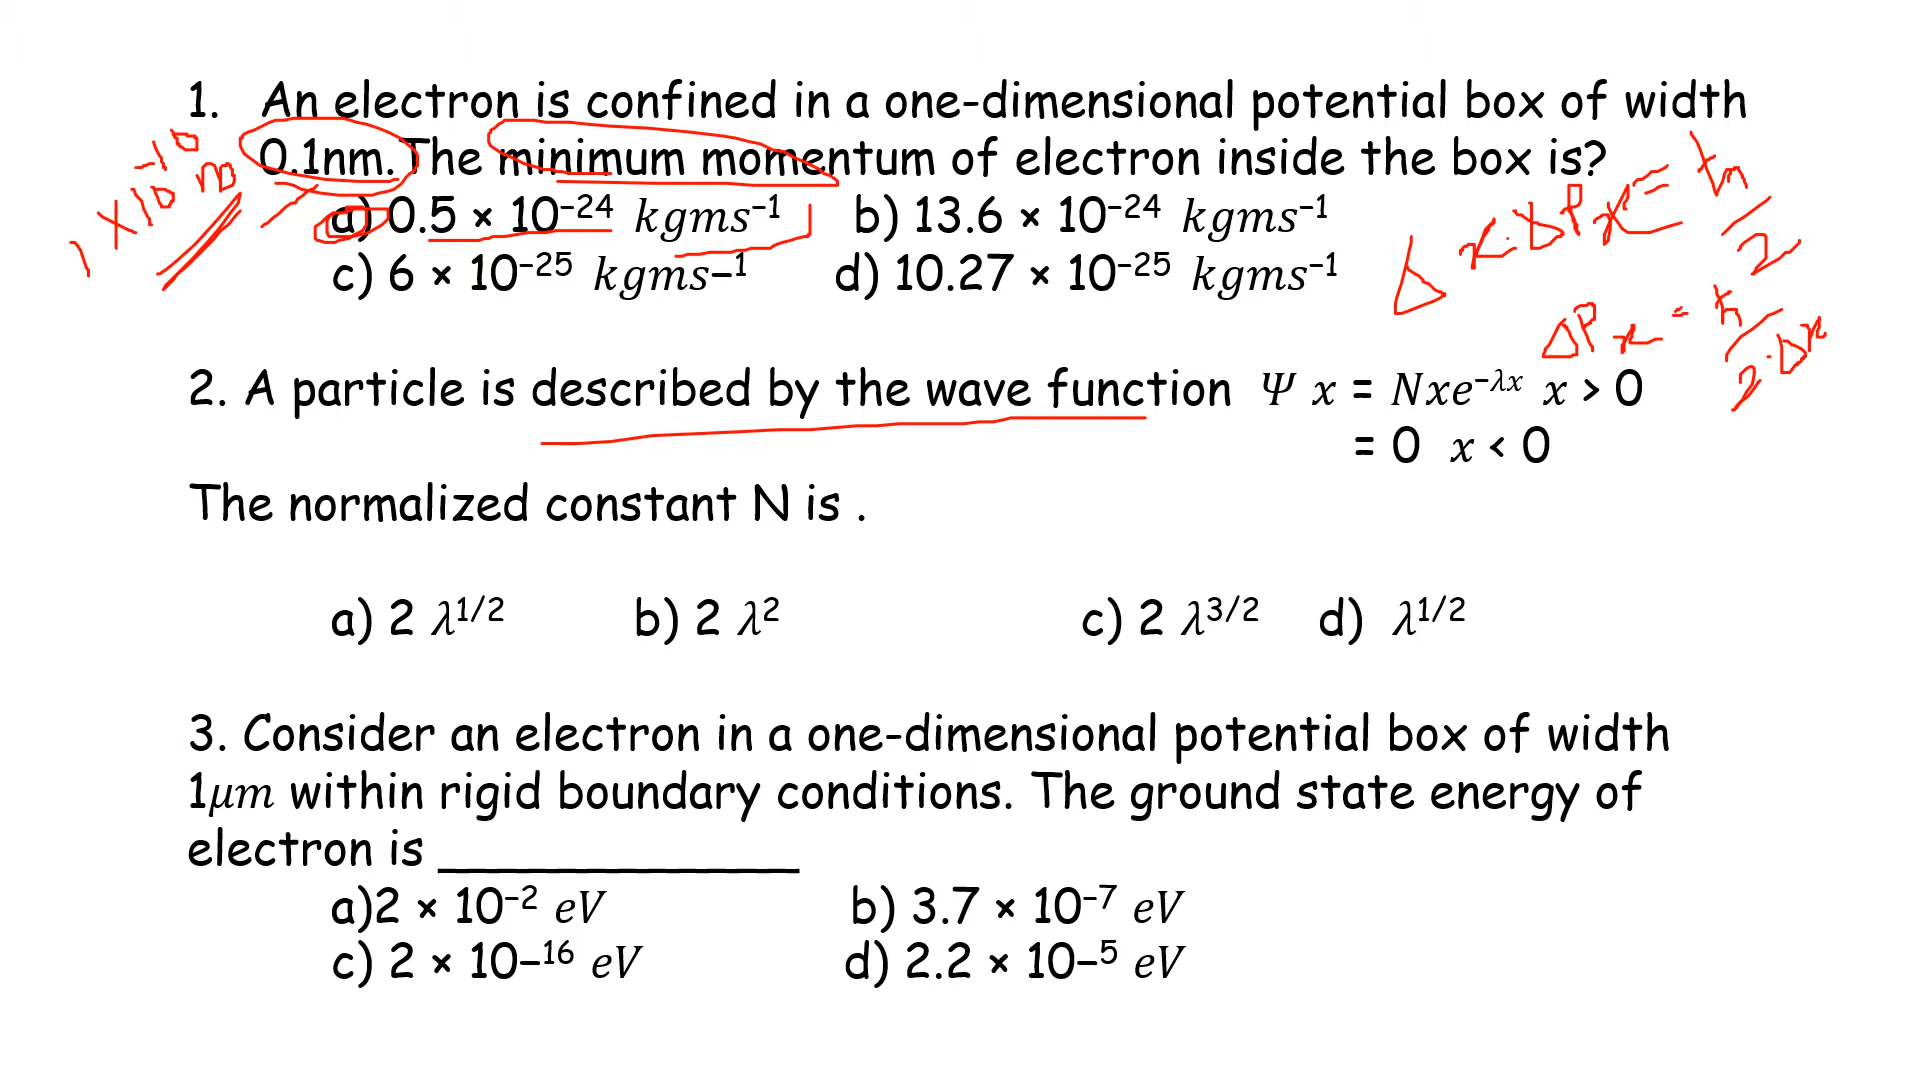 1. An electron is confined in a one-dimensional potential box of width
0.1nm. The minimum momentum of electron inside the box is?
a) 0.5 × 10⁻²⁴ kgms⁻¹ b) 13.6 × 10⁻²⁴ kgms⁻¹
c) 6 × 10⁻²⁵ kgms–¹ d) 10.27 × 10⁻²⁵ kgms⁻¹
1 × 10⁻¹⁰ m
Δx·ΔPx = ħ/2
ΔPx = ħ/2·Δx
2. A particle is described by the wave function Ψ x = Nxe^–λx x > 0
= 0 x < 0
The normalized constant N is .
a) 2 λ^1/2 b) 2 λ² c) 2 λ^3/2 d) λ^1/2
3. Consider an electron in a one-dimensional potential box of width
1μm within rigid boundary conditions. The ground state energy of
electron is ______________
a)2 × 10⁻² eV b) 3.7 × 10⁻⁷ eV
c) 2 × 10–¹⁶ eV d) 2.2 × 10–⁵ eV